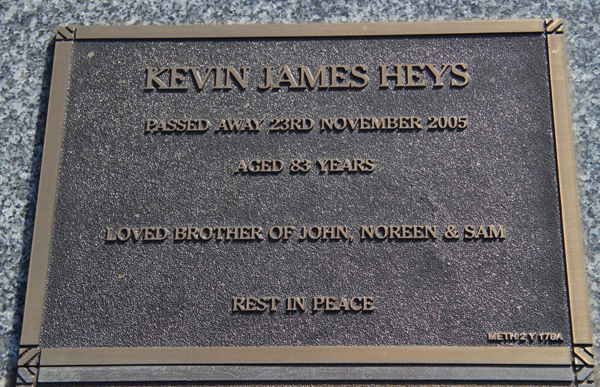 KEVIN JAMES HEYS
PASSED AWAY 23RD NOVEMBER 2005
AGED 83 YEARS
LOVED BROTHER OF JOHN, NOREEN & SAM
REST IN PEACE
METH 2 Y 178A